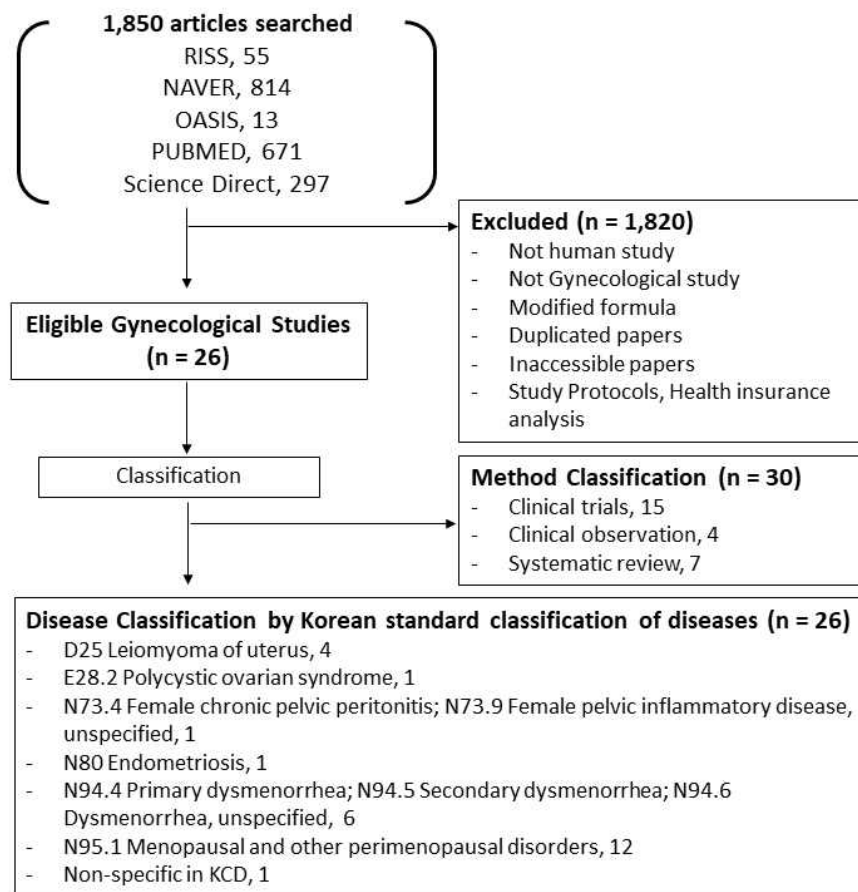 1,850 articles searched
RISS, 55
NAVER, 814
OASIS, 13
PUBMED, 671
Science Direct, 297
Excluded (n = 1,820)
- Not human study
- Not Gynecological study
- Modified formula
- Duplicated papers
- Inaccessible papers
- Study Protocols, Health insurance
analysis
Eligible Gynecological Studies
(n = 26)
Classification
Method Classification (n = 30)
- Clinical trials, 15
- Clinical observation, 4
- Systematic review, 7
Disease Classification by Korean standard classification of diseases (n = 26)
- D25 Leiomyoma of uterus, 4
- E28.2 Polycystic ovarian syndrome, 1
- N73.4 Female chronic pelvic peritonitis; N73.9 Female pelvic inflammatory disease,
unspecified, 1
- N80 Endometriosis, 1
- N94.4 Primary dysmenorrhea; N94.5 Secondary dysmenorrhea; N94.6
Dysmenorrhea, unspecified, 6
- N95.1 Menopausal and other perimenopausal disorders, 12
- Non-specific in KCD, 1